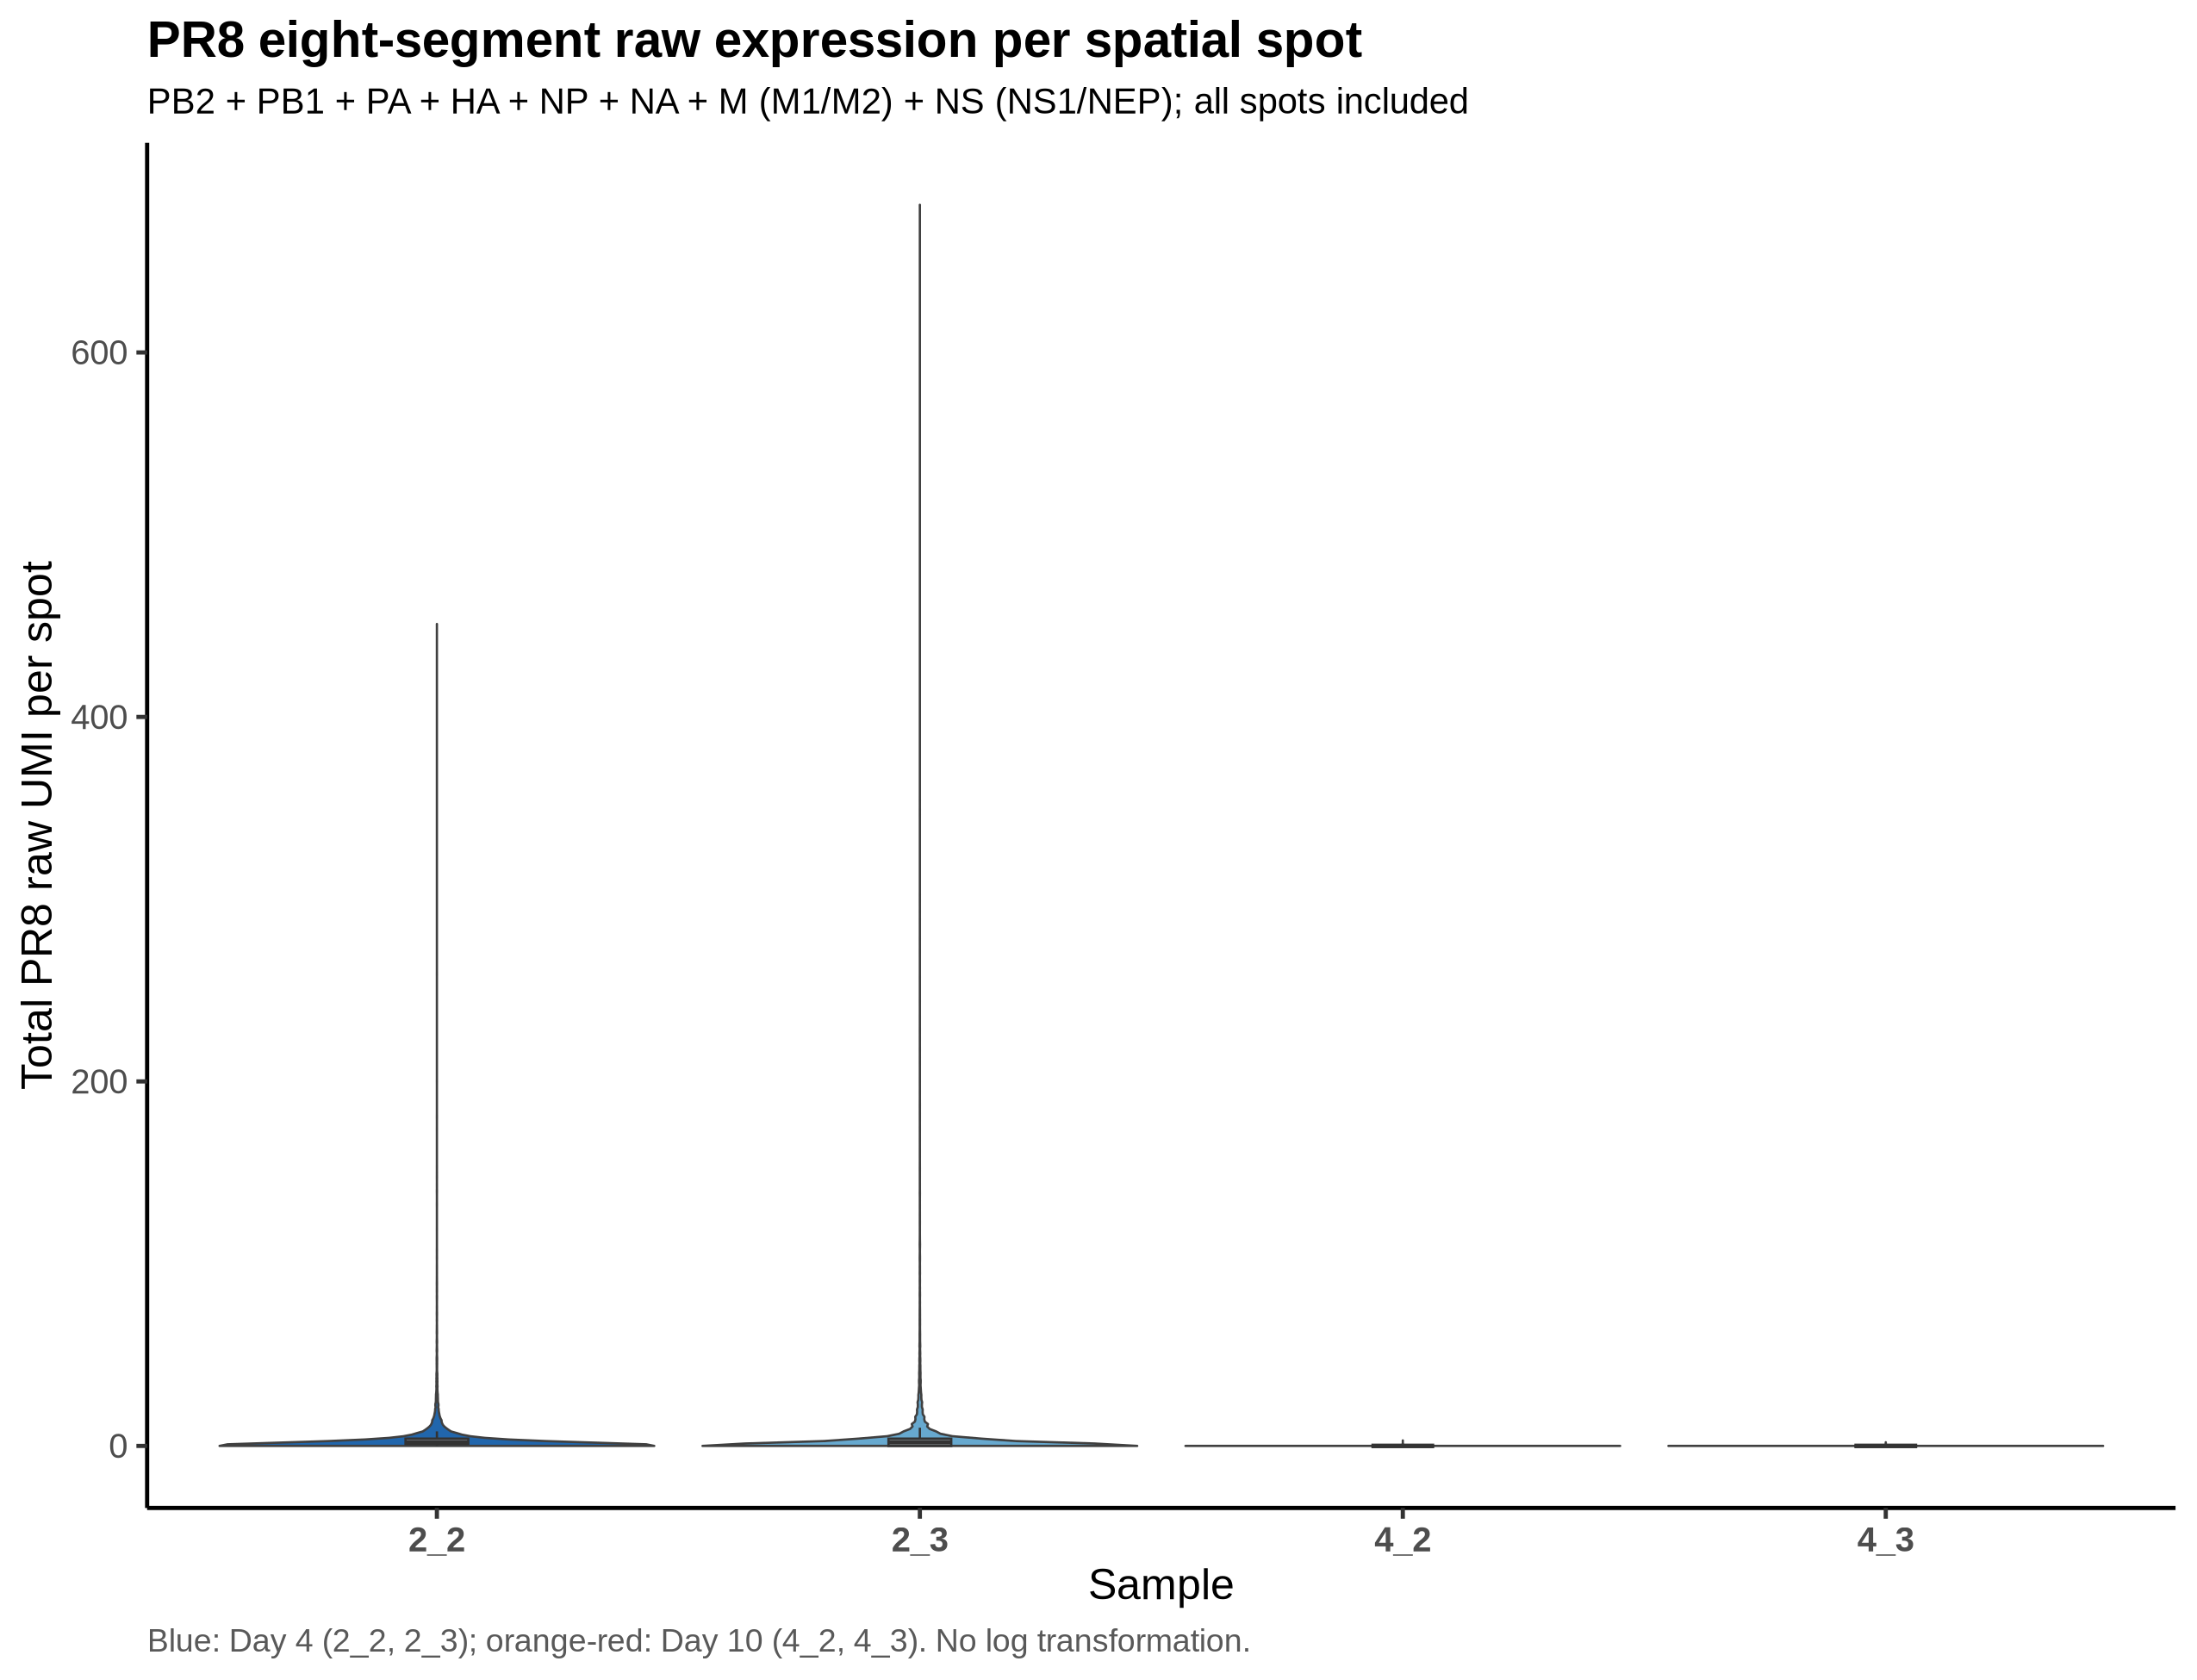 PR8 eight-segment raw expression per spatial spot
PB2 + PB1 + PA + HA + NP + NA + M (M1/M2) + NS (NS1/NEP); all spots included
Total PR8 raw UMI per spot
600
400
200
0
2_2 2_3 4_2 4_3
Sample
Blue: Day 4 (2_2, 2_3); orange-red: Day 10 (4_2, 4_3). No log transformation.